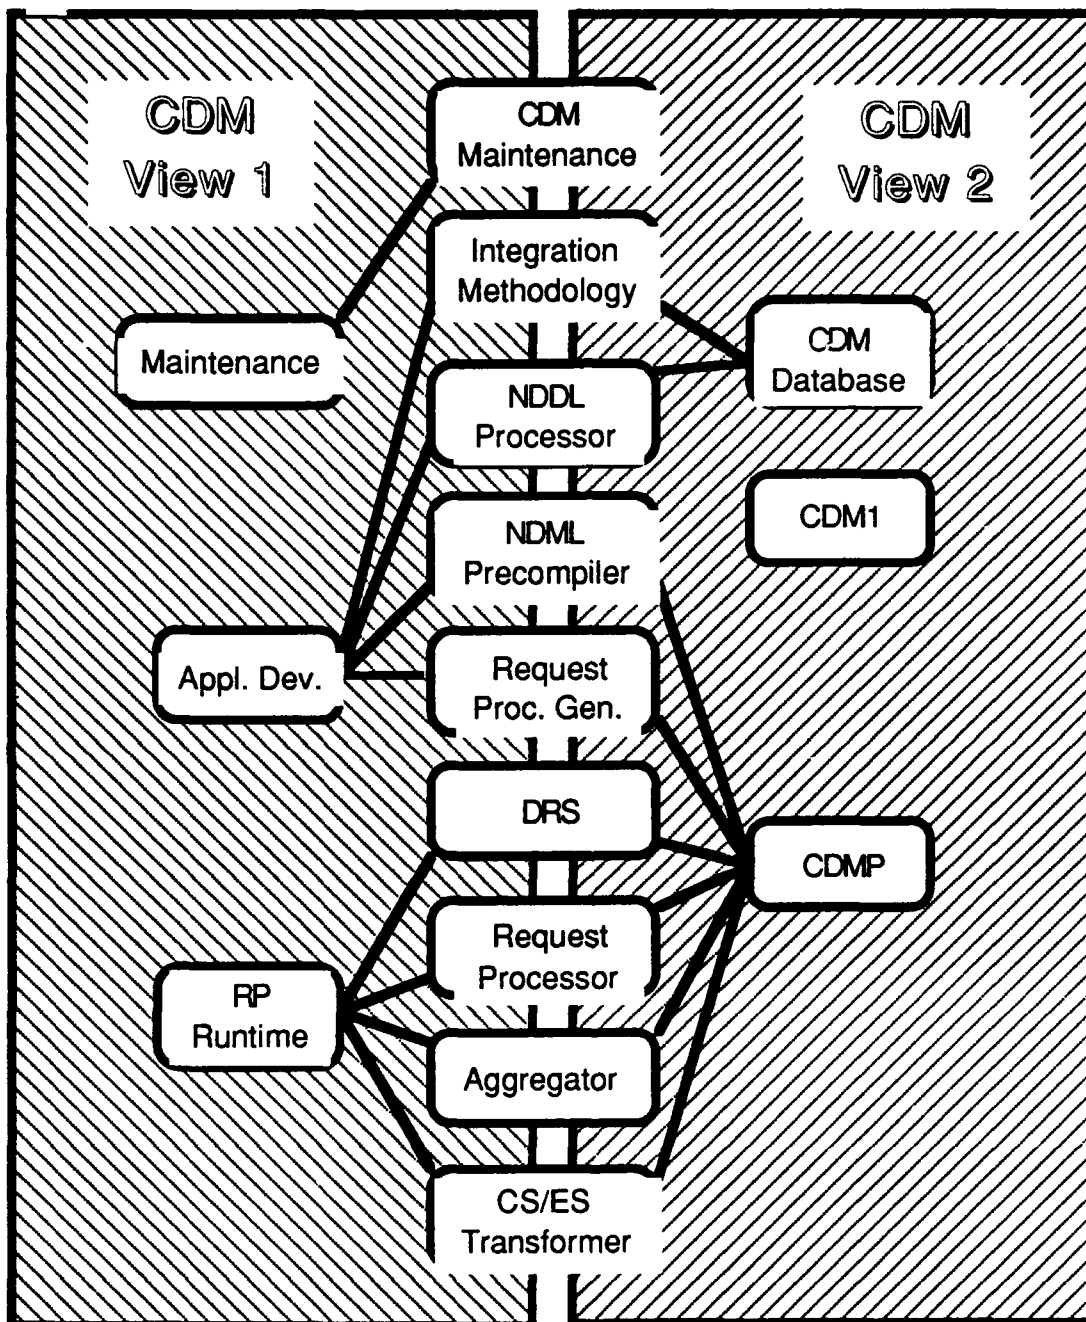 CDM
View 1
CDM
View 2
CDM
Maintenance
Integration
Methodology
Maintenance
CDM
Database
NDDL
Processor
CDM1
NDML
Precompiler
Appl. Dev.
Request
Proc. Gen.
DRS
CDMP
Request
Processor
RP
Runtime
Aggregator
CS/ES
Transformer